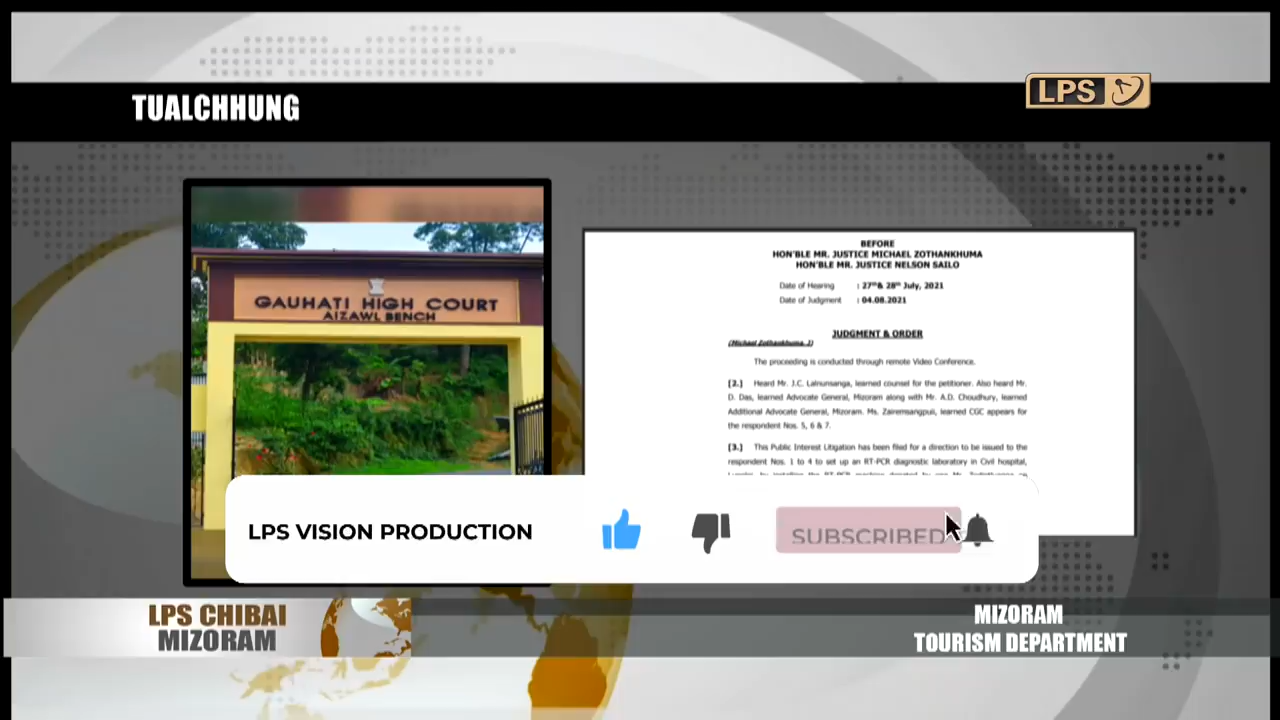 TUALCHHUNG
LPS
GAUHATI HIGH COURT
AIZAWL BENCH
BEFORE
HON'BLE MR. JUSTICE MICHAEL ZOTHANKHUMA
HON'BLE MR. JUSTICE NELSON SAILO
Date of Hearing : 27th& 28th July, 2021
Date of Judgment : 04.08.2021
JUDGMENT & ORDER
(Michael Zothankhuma, J)
The proceeding is conducted through remote Video Conference.
[2.] Heard Mr. J.C. Lalnunsanga, learned counsel for the petitioner. Also heard Mr.
D. Das, learned Advocate General, Mizoram along with Mr. A.D. Choudhury, learned
Additional Advocate General, Mizoram. Ms. Zairemsangpuii, learned CGC appears for
the respondent Nos. 5, 6 & 7.
[3.] This Public Interest Litigation has been filed for a direction to be issued to the
respondent Nos. 1 to 4 to set up an RT-PCR diagnostic laboratory in Civil hospital,
LPS VISION PRODUCTION
SUBSCRIBED
LPS CHIBAI
MIZORAM
MIZORAM
TOURISM DEPARTMENT